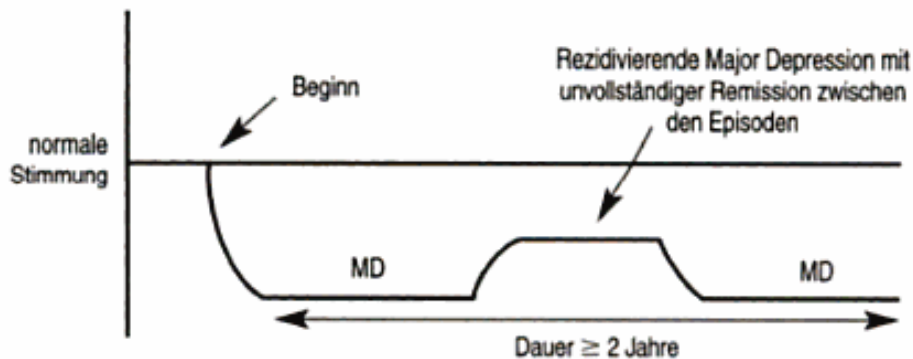 Beginn
Rezidivierende Major Depression mit
unvollständiger Remission zwischen
den Episoden
normale
Stimmung
MD
MD
Dauer ≥ 2 Jahre